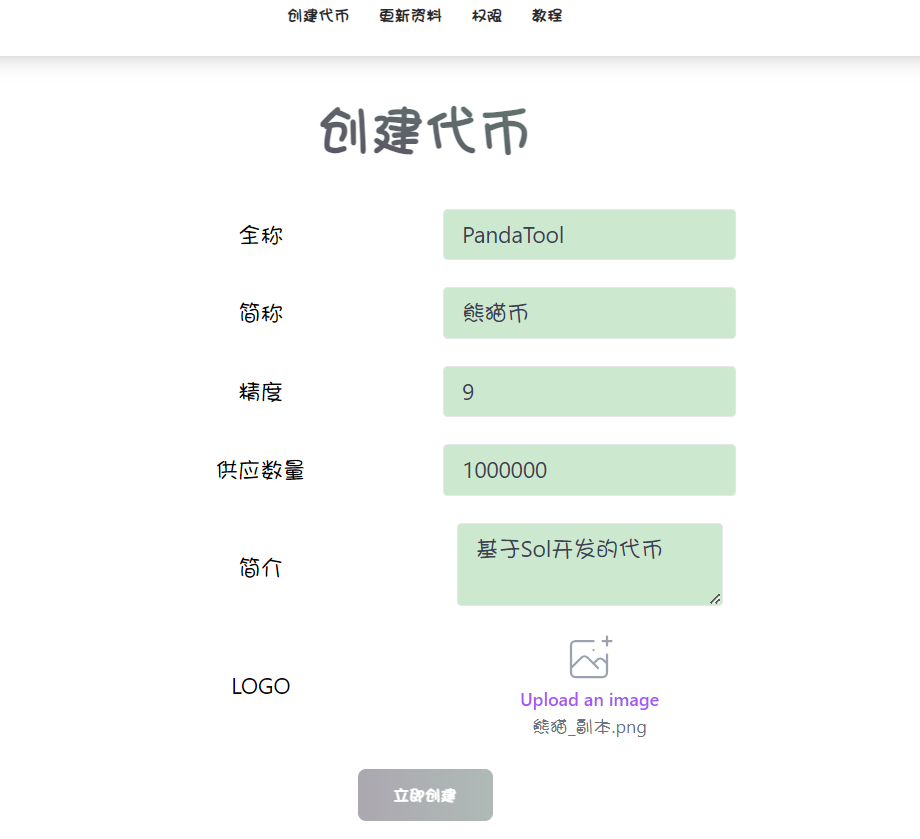 创建代币 更新资料 权限 教程
创建代币
全称 PandaTool
简称 熊猫币
精度 9
供应数量 1000000
简介 基于Sol开发的代币
LOGO
Upload an image
熊猫_副本.png
立即创建